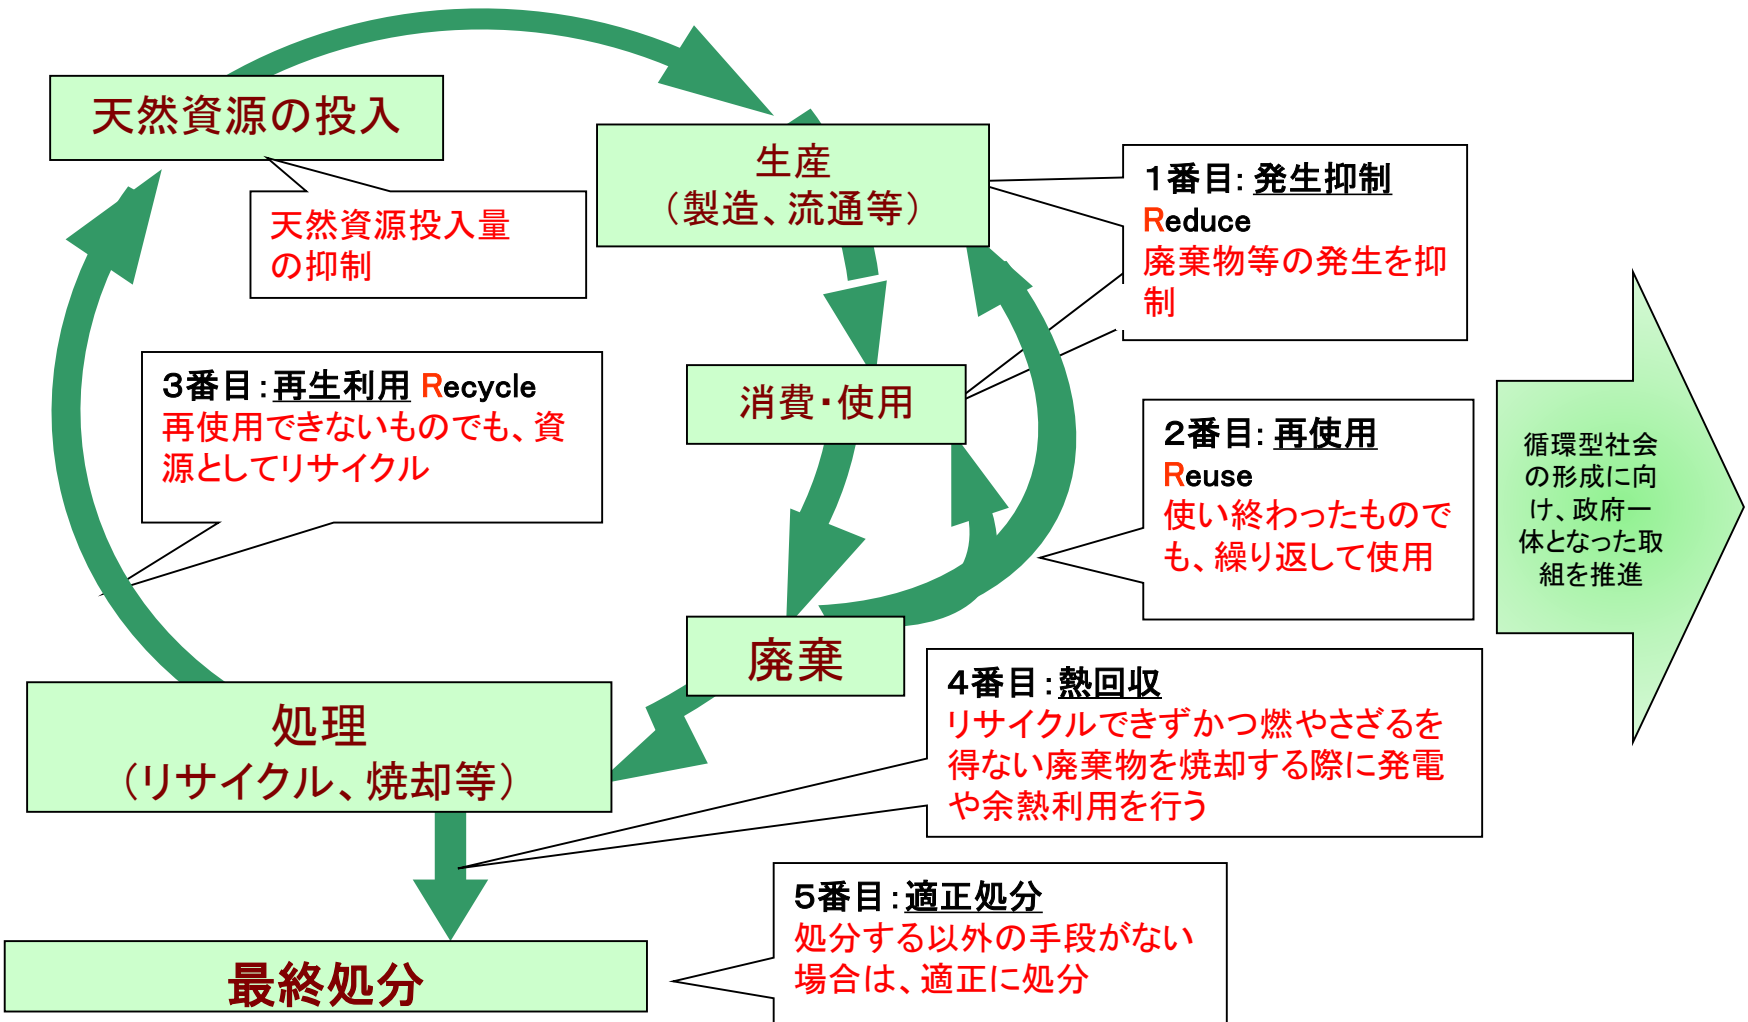 天然資源の投入
天然資源投入量
の抑制
生産
（製造、流通等）
1番目：発生抑制
Reduce
廃棄物等の発生を抑
制
3番目：再生利用 Recycle
再使用できないものでも、資
源としてリサイクル
消費・使用
2番目：再使用
Reuse
使い終わったもので
も、繰り返して使用
循環型社会
の形成に向
け、政府一
体となった取
組を推進
廃棄
処理
（リサイクル、焼却等）
4番目：熱回収
リサイクルできずかつ燃やさざるを
得ない廃棄物を焼却する際に発電
や余熱利用を行う
最終処分
5番目：適正処分
処分する以外の手段がない
場合は、適正に処分